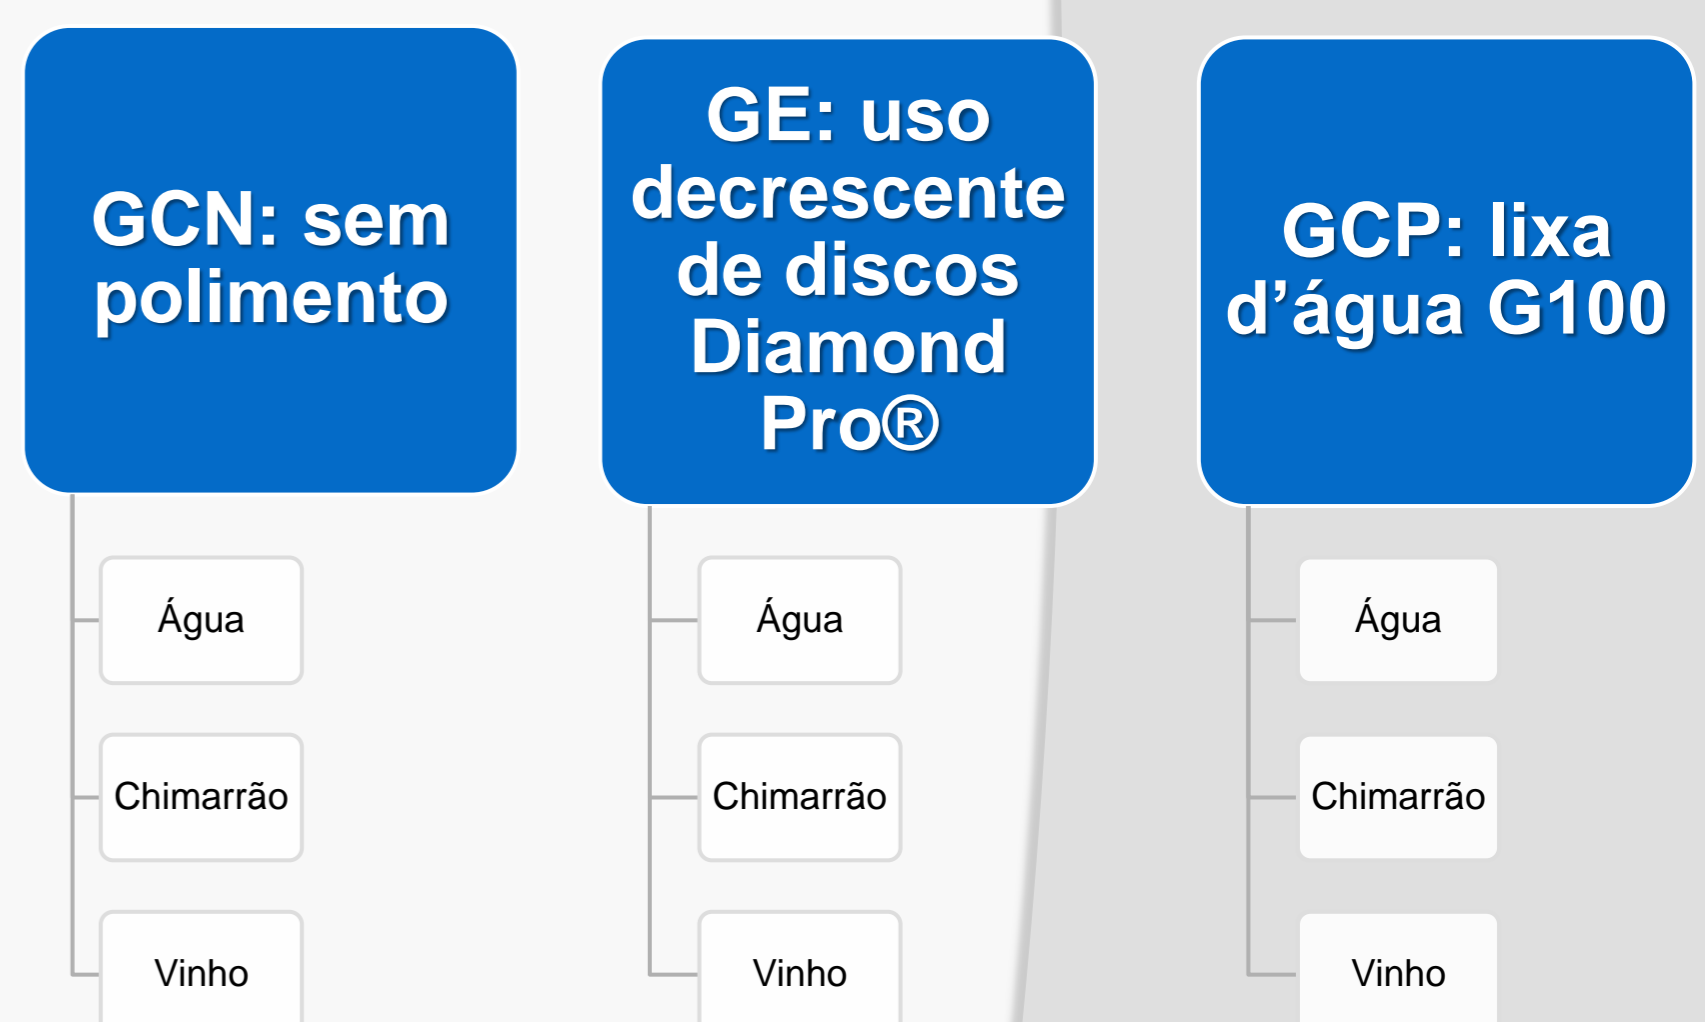 GCN: sem
polimento
Água
Chimarrão
Vinho
GE: uso
decrescente
de discos
Diamond
Pro®
Água
Chimarrão
Vinho
GCP: lixa
d’água G100
Água
Chimarrão
Vinho